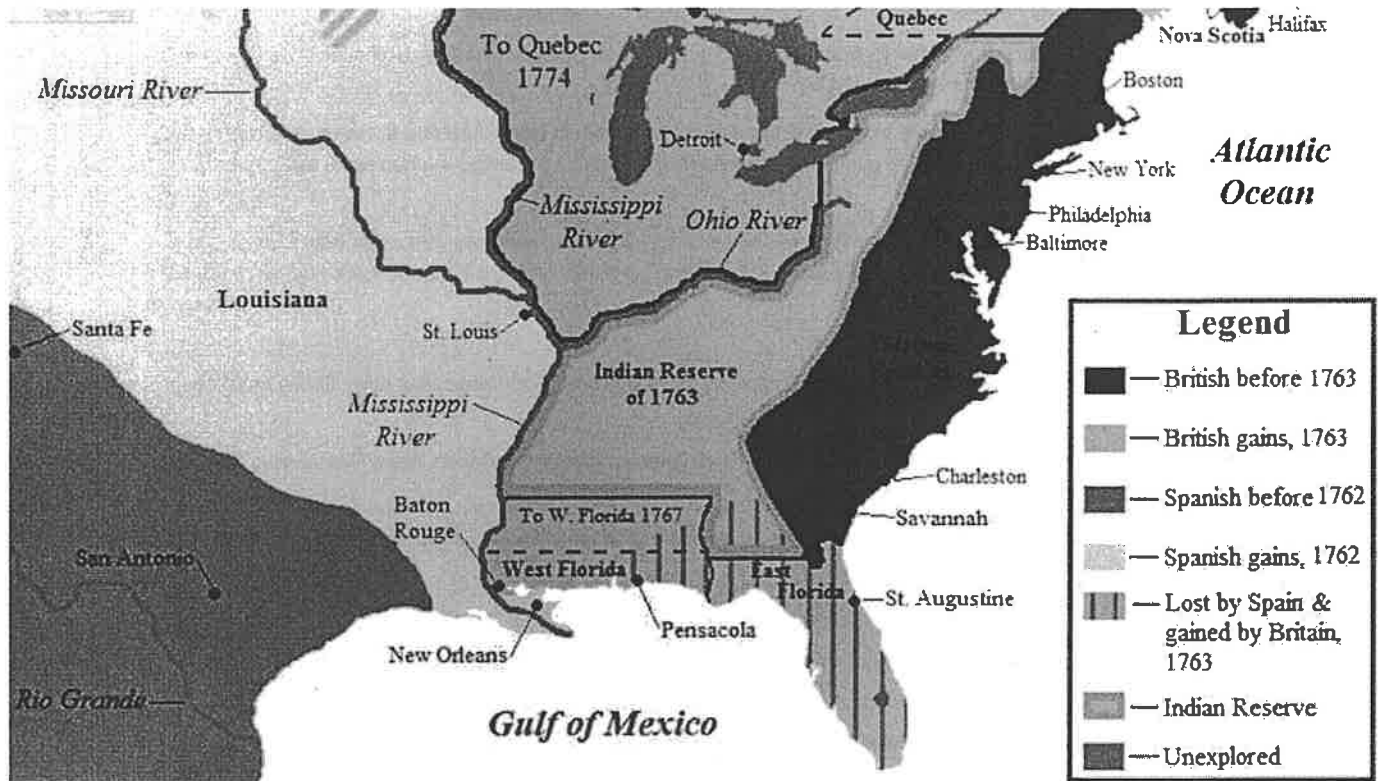 Quebec
Nova Scotia
Halifax
To Quebec
1774
Missouri River
Boston
Detroit
Atlantic
Ocean
New York
Mississippi
River
Ohio River
Philadelphia
Baltimore
Louisiana
Santa Fe
St. Louis
Indian Reserve
of 1763
Mississippi
River
Charleston
Baton
Rouge
To W. Florida 1767
Savannah
San Antonio
West Florida
East
Florida
St. Augustine
Pensacola
New Orleans
Rio Grande
Gulf of Mexico
Legend
British before 1763
British gains, 1763
Spanish before 1762
Spanish gains, 1762
Lost by Spain &
gained by Britain,
1763
Indian Reserve
Unexplored